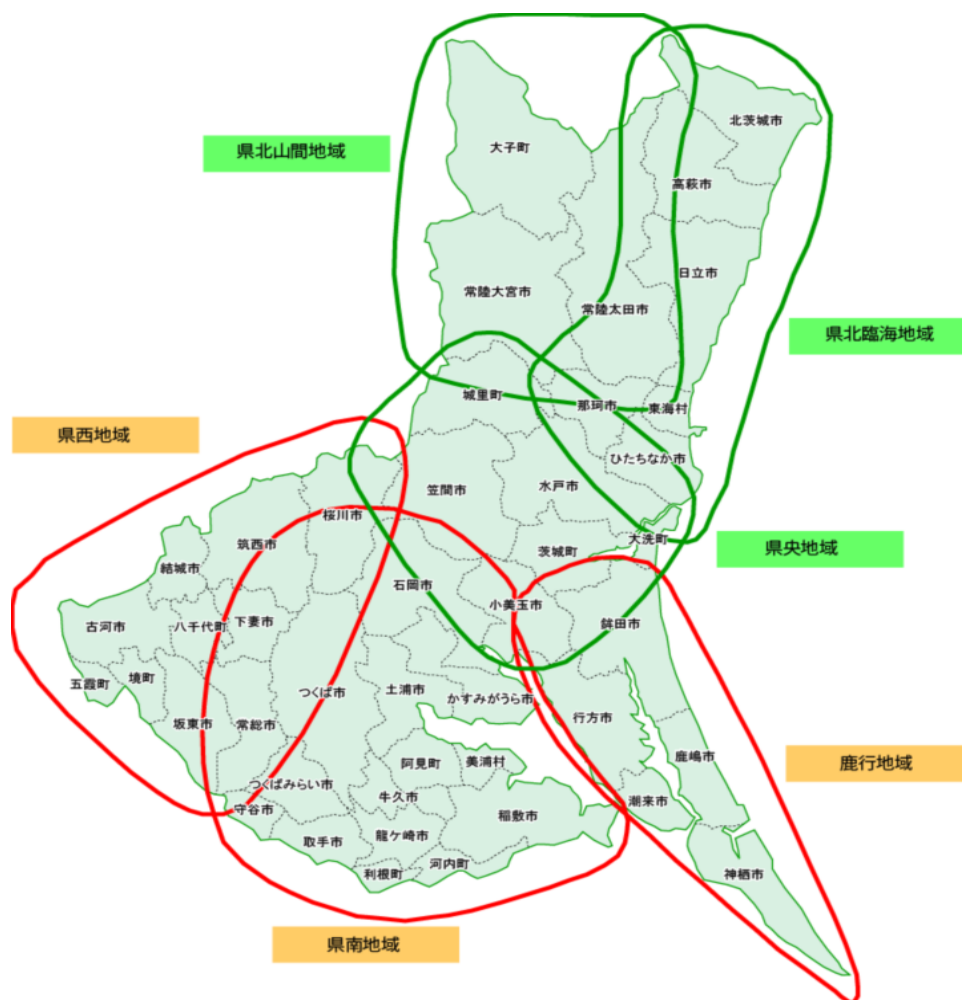 北茨城市
大子町
県北山間地域
高萩市
日立市
常陸大宮市
常陸太田市
県北臨海地域
城里町
那珂市
東海村
県西地域
ひたちなか市
笠間市
水戸市
桜川市
大洗町
筑西市
茨城町
県央地域
結城市
石岡市
小美玉市
古河市
八千代町
下妻市
鉾田市
五霞町
境町
つくば市
土浦市
かすみがうら市
坂東市
常総市
行方市
鹿嶋市
阿見町
美浦村
鹿行地域
つくばみらい市
牛久市
守谷市
潮来市
稲敷市
取手市
龍ケ崎市
利根町
河内町
神栖市
県南地域